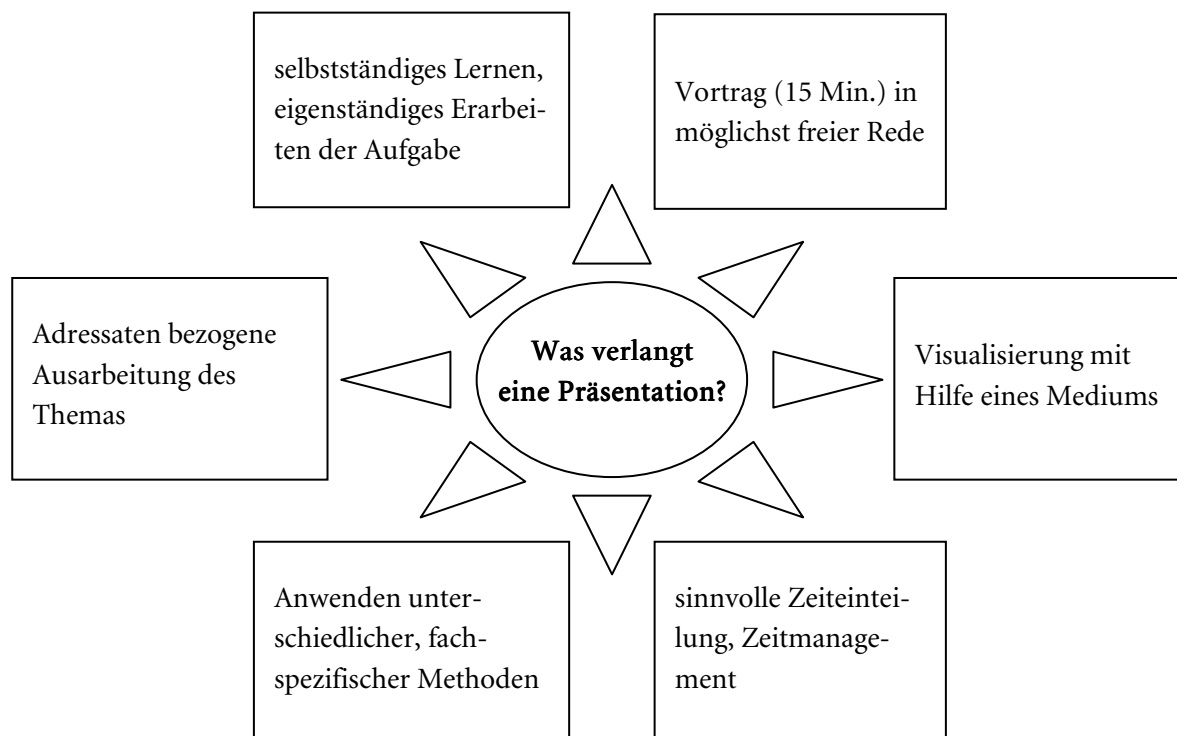 selbstständiges Lernen,
eigenständiges Erarbei-
ten der Aufgabe
Vortrag (15 Min.) in
möglichst freier Rede
Adressaten bezogene
Ausarbeitung des
Themas
Was verlangt
eine Präsentation?
Visualisierung mit
Hilfe eines Mediums
Anwenden unter-
schiedlicher, fach-
spezifischer Methoden
sinnvolle Zeiteintei-
lung, Zeitmanage-
ment